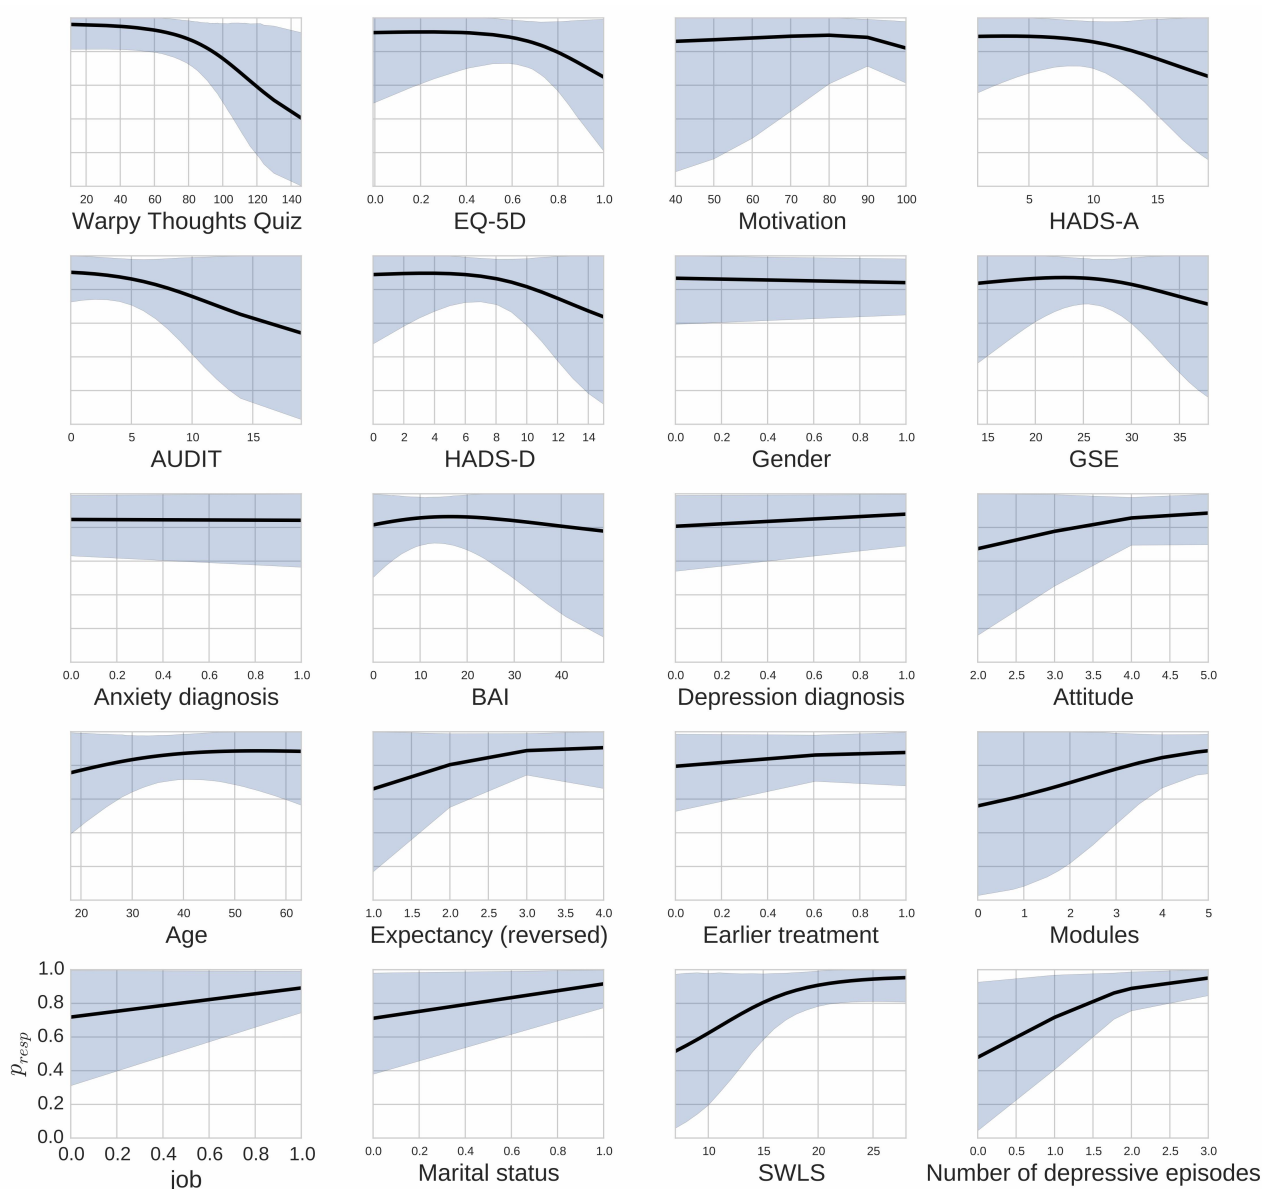 20 40 60 80 100 120 140
Warpy Thoughts Quiz
0.0 0.2 0.4 0.6 0.8 1.0
EQ-5D
40 50 60 70 80 90 100
Motivation
5 10 15
HADS-A
0 5 10 15
AUDIT
0 2 4 6 8 10 12 14
HADS-D
0.0 0.2 0.4 0.6 0.8 1.0
Gender
15 20 25 30 35
GSE
0.0 0.2 0.4 0.6 0.8 1.0
Anxiety diagnosis
0 10 20 30 40
BAI
0.0 0.2 0.4 0.6 0.8 1.0
Depression diagnosis
2.0 2.5 3.0 3.5 4.0 4.5 5.0
Attitude
20 30 40 50 60
Age
1.0 1.5 2.0 2.5 3.0 3.5 4.0
Expectancy (reversed)
0.0 0.2 0.4 0.6 0.8 1.0
Earlier treatment
0 1 2 3 4 5
Modules
1.0
0.8
0.6
0.4
0.2
0.0
p_resp
0.0 0.2 0.4 0.6 0.8 1.0
job
0.0 0.2 0.4 0.6 0.8 1.0
Marital status
10 15 20 25
SWLS
0.0 0.5 1.0 1.5 2.0 2.5 3.0
Number of depressive episodes